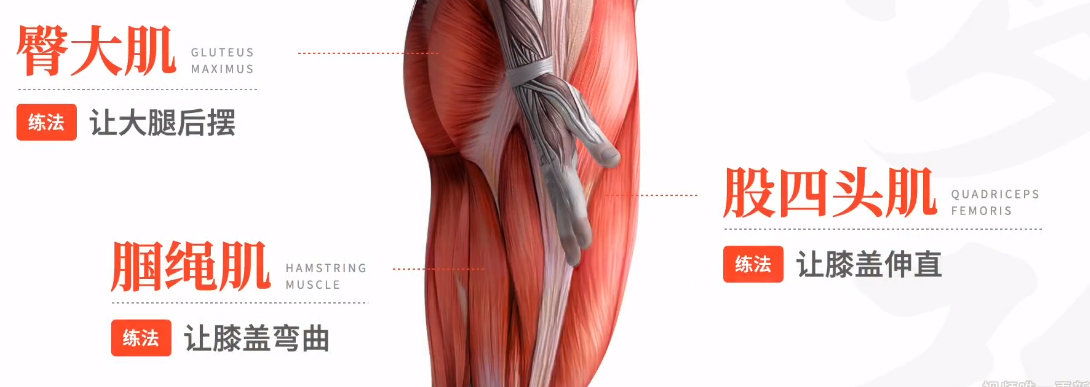 臀大肌
GLUTEUS
MAXIMUS
练法 让大腿后摆
股四头肌
QUADRICEPS
FEMORIS
练法 让膝盖伸直
腘绳肌
HAMSTRING
MUSCLE
练法 让膝盖弯曲